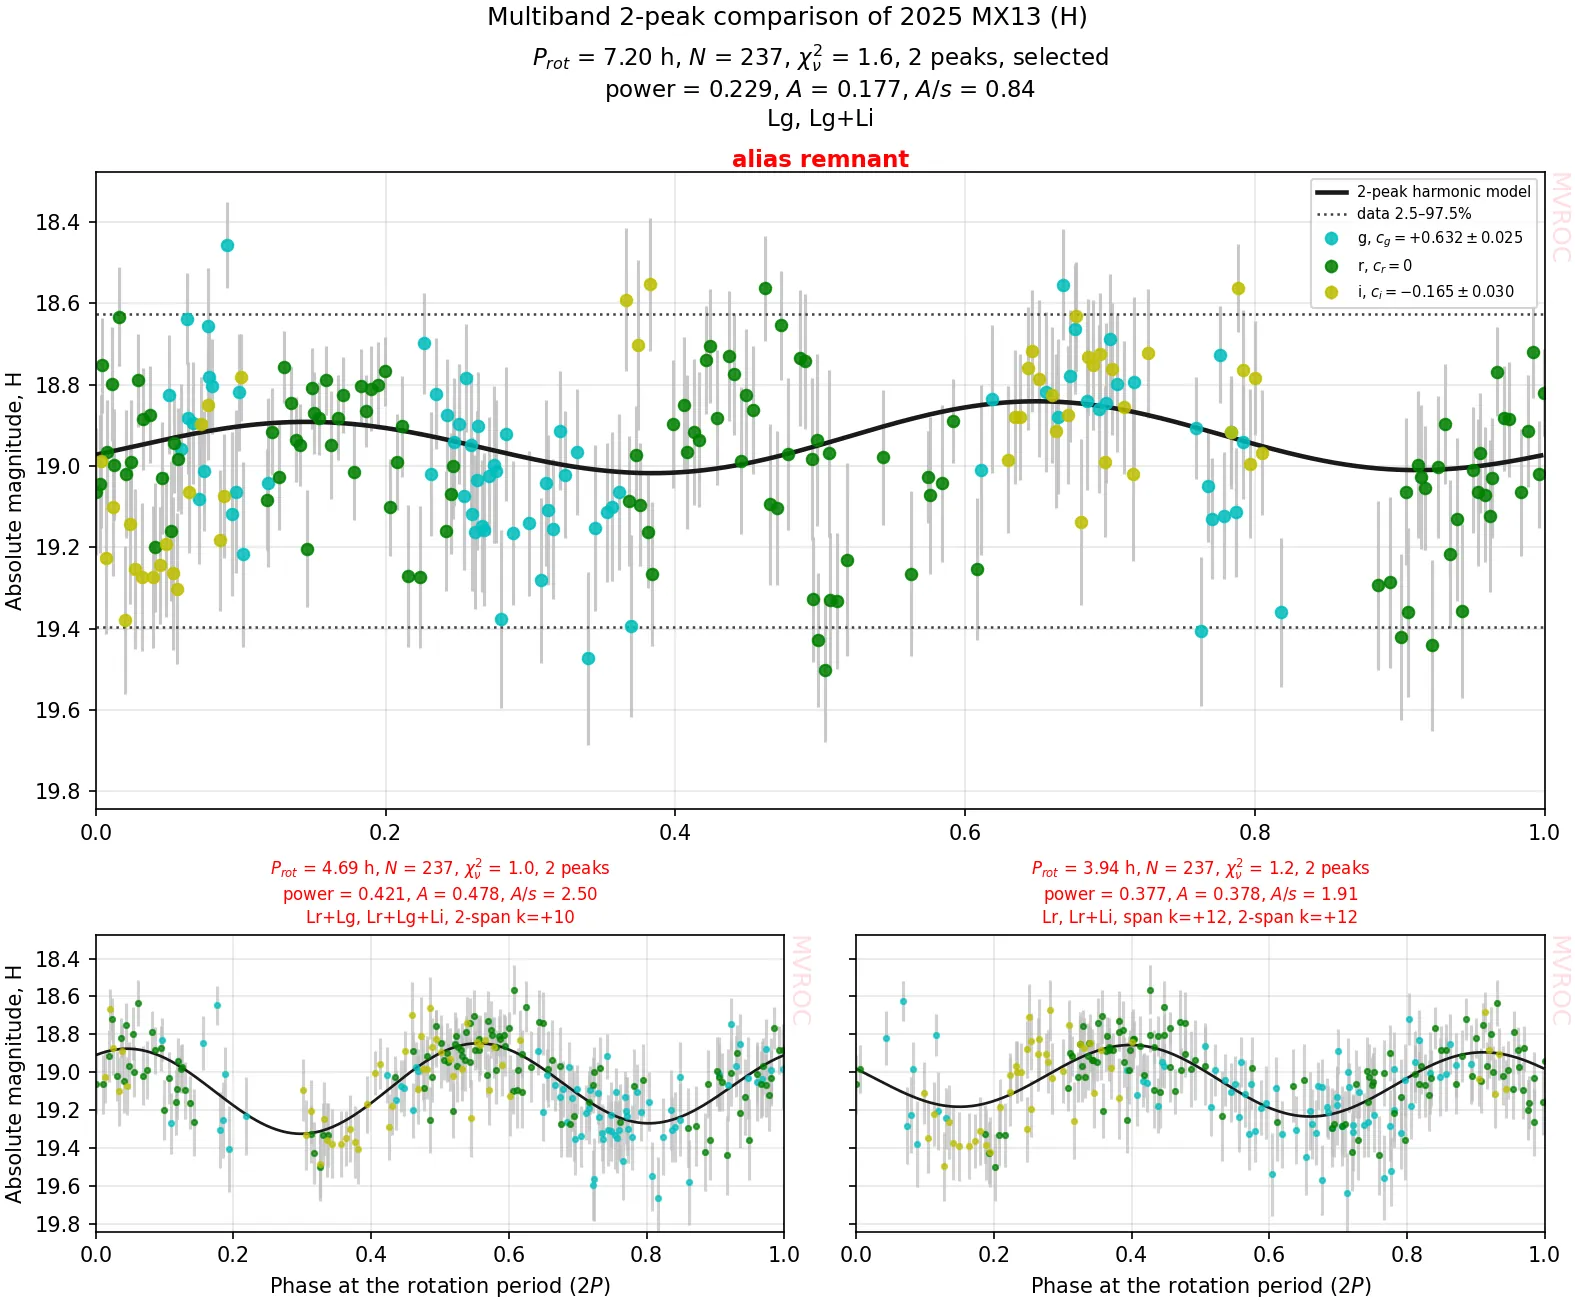 Multiband 2-peak comparison of 2025 MX13 (H)
P_rot = 7.20 h, N = 237, χ²_ν = 1.6, 2 peaks, selected
power = 0.229, A = 0.177, A/s = 0.84
Lg, Lg+Li
alias remnant
MVROC
2-peak harmonic model
data 2.5–97.5%
g, c_g = +0.632 ± 0.025
r, c_r = 0
i, c_i = −0.165 ± 0.030
Absolute magnitude, H
18.4
18.6
18.8
19.0
19.2
19.4
19.6
19.8
0.0 0.2 0.4 0.6 0.8 1.0
P_rot = 4.69 h, N = 237, χ²_ν = 1.0, 2 peaks
power = 0.421, A = 0.478, A/s = 2.50
Lr+Lg, Lr+Lg+Li, 2-span k=+10
MVROC
Absolute magnitude, H
18.4
18.6
18.8
19.0
19.2
19.4
19.6
19.8
0.0 0.2 0.4 0.6 0.8 1.0
Phase at the rotation period (2P)
P_rot = 3.94 h, N = 237, χ²_ν = 1.2, 2 peaks
power = 0.377, A = 0.378, A/s = 1.91
Lr, Lr+Li, span k=+12, 2-span k=+12
MVROC
0.0 0.2 0.4 0.6 0.8 1.0
Phase at the rotation period (2P)